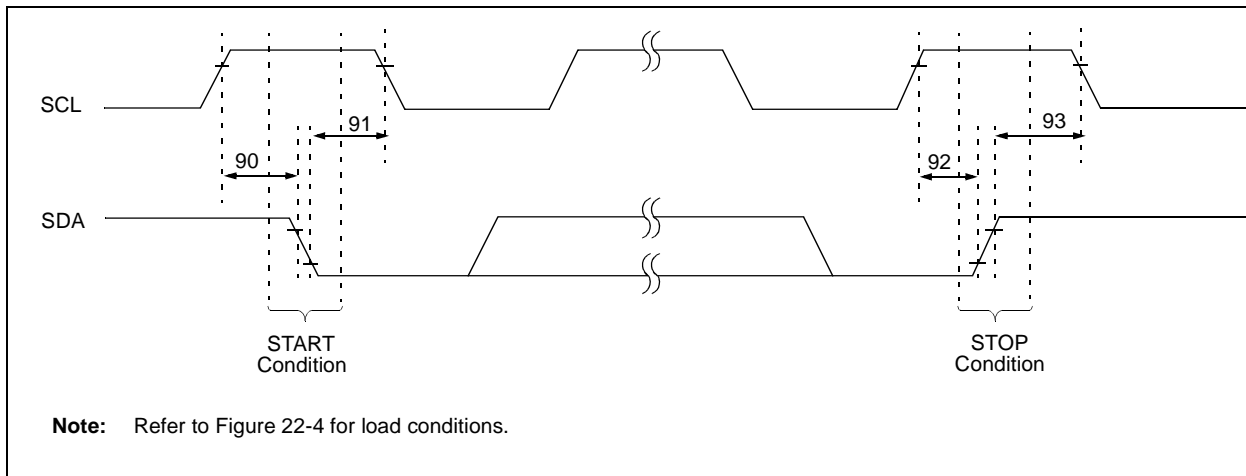 SCL
91
93
90
92
SDA
START
Condition
STOP
Condition
Note: Refer to Figure 22-4 for load conditions.